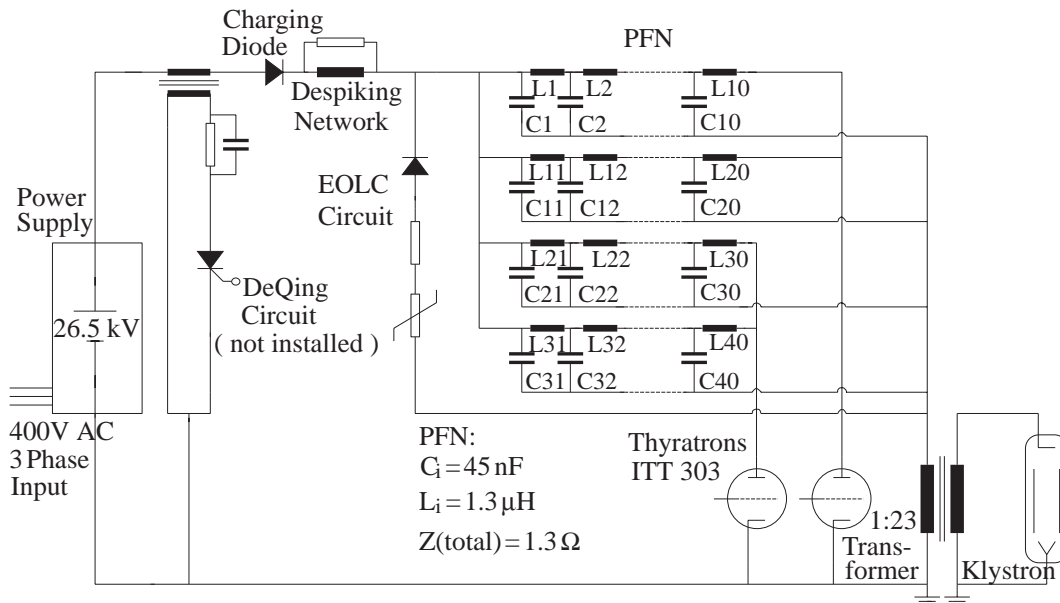 Charging
Diode
PFN
Despiking
Network
L1
L2
L10
C1
C2
C10
L11
L12
L20
C11
C12
C20
L21
L22
L30
C21
C22
C30
L31
L32
L40
C31
C32
C40
EOLC
Circuit
Power
Supply
26.5 kV
DeQing
Circuit
( not installed )
400V AC
3 Phase
Input
PFN:
Ci = 45 nF
Li = 1.3 μH
Z(total) = 1.3 Ω
Thyratrons
ITT 303
1:23
Trans-
former
Klystron